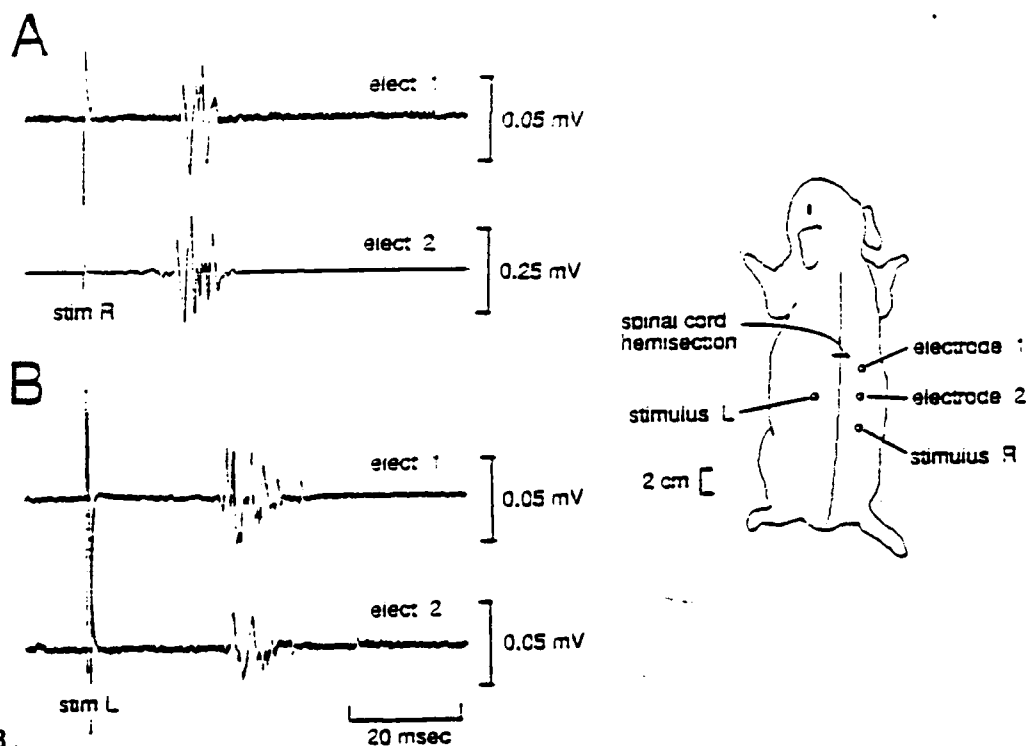 A
elect 1
0.05 mV
elect 2
0.25 mV
stim R
B
elect 1
0.05 mV
elect 2
0.05 mV
stim L
20 msec
spinal cord
hemisection
electrode 1
electrode 2
stimulus L
stimulus R
2 cm